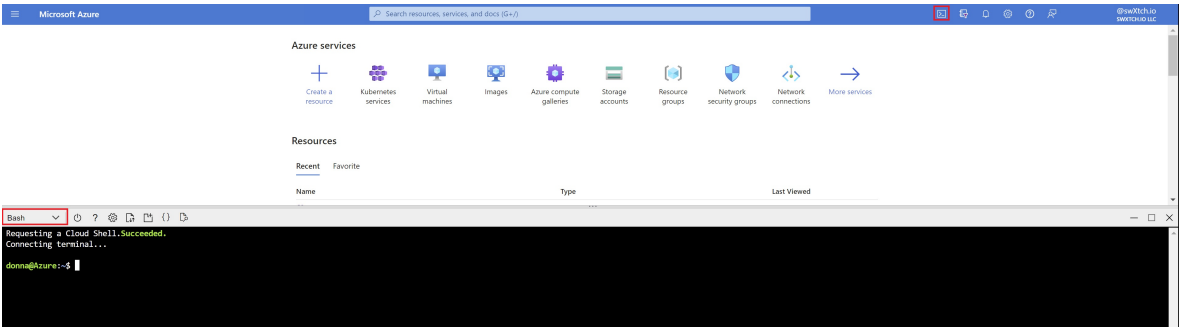 Microsoft Azure
Search resources, services, and docs (G+/)
@swXtch.io
SWXTCH.IO LLC
Azure services
Create a resource
Kubernetes services
Virtual machines
Images
Azure compute galleries
Storage accounts
Resource groups
Network security groups
Network connections
More services
Resources
Recent Favorite
Name Type Last Viewed
Bash
Requesting a Cloud Shell.Succeeded.
Connecting terminal...
donna@Azure:~$